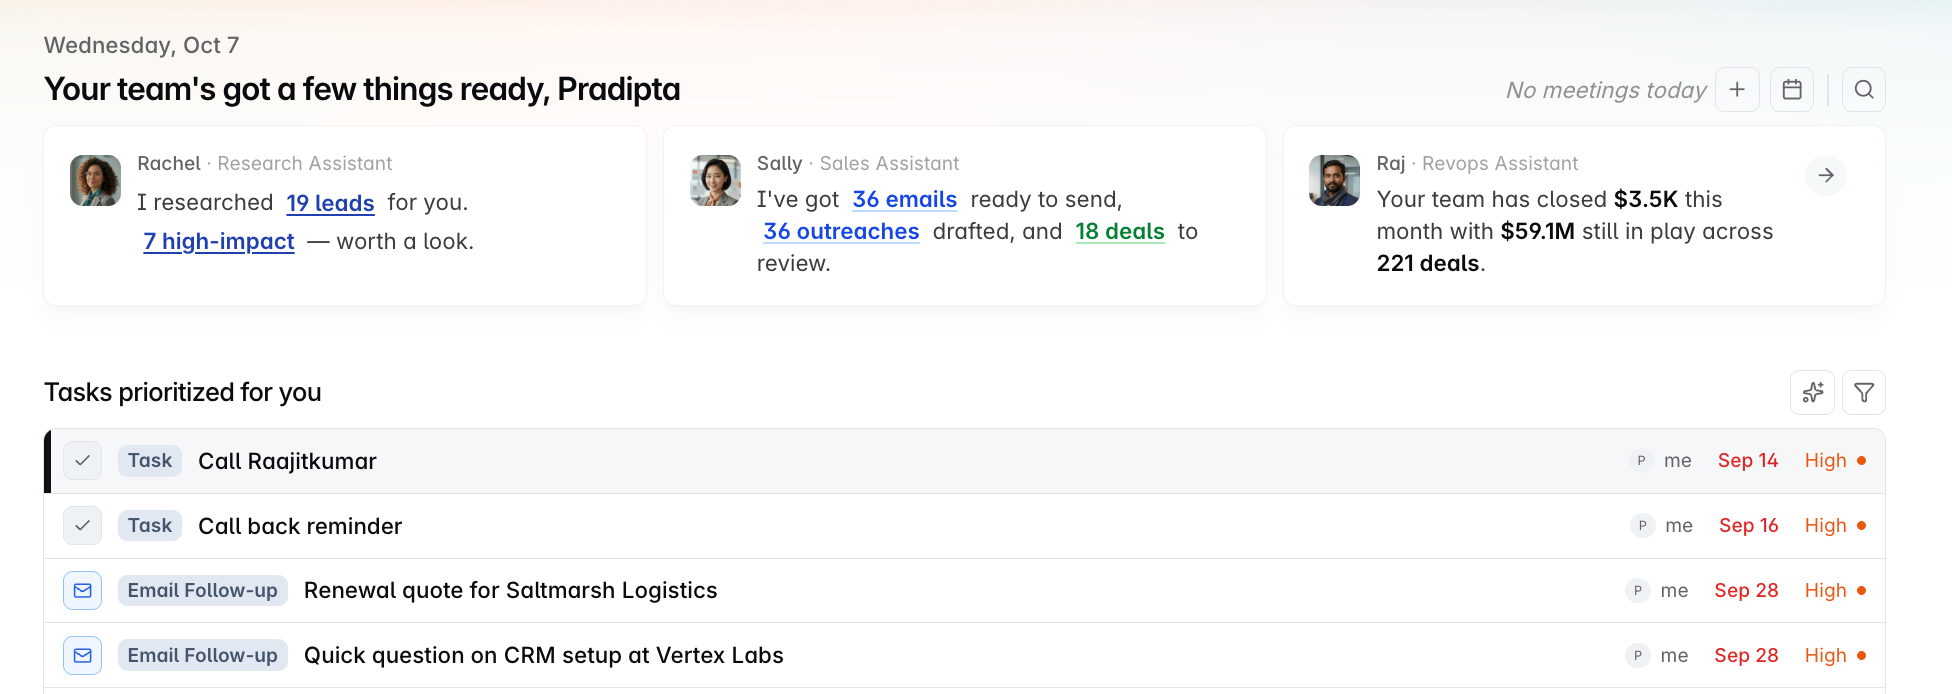 Wednesday, Oct 7
Your team's got a few things ready, Pradipta
No meetings today
Rachel · Research Assistant
I researched 19 leads for you.
7 high-impact — worth a look.
Sally · Sales Assistant
I've got 36 emails ready to send,
36 outreaches drafted, and 18 deals to
review.
Raj · Revops Assistant
Your team has closed $3.5K this
month with $59.1M still in play across
221 deals.
Tasks prioritized for you
Task Call Raajitkumar P me Sep 14 High
Task Call back reminder P me Sep 16 High
Email Follow-up Renewal quote for Saltmarsh Logistics P me Sep 28 High
Email Follow-up Quick question on CRM setup at Vertex Labs P me Sep 28 High